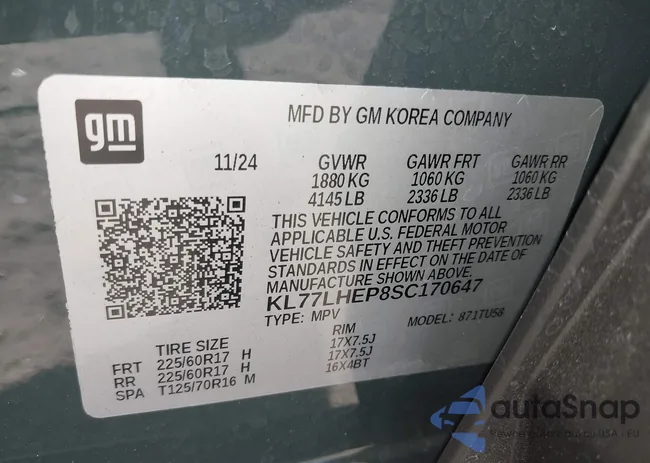 gm
MFD BY GM KOREA COMPANY
11/24 GVWR GAWR FRT GAWR RR
1880 KG 1060 KG 1060 KG
4145 LB 2336 LB 2336 LB
THIS VEHICLE CONFORMS TO ALL
APPLICABLE U.S. FEDERAL MOTOR
VEHICLE SAFETY AND THEFT PREVENTION
STANDARDS IN EFFECT ON THE DATE OF
MANUFACTURE SHOWN ABOVE.
KL77LHEP8SC170647
TYPE: MPV MODEL: 871TU58
TIRE SIZE RIM
FRT 225/60R17 H 17X7.5J
RR 225/60R17 H 17X7.5J
SPA T125/70R16 M 16X4BT
autaSnap